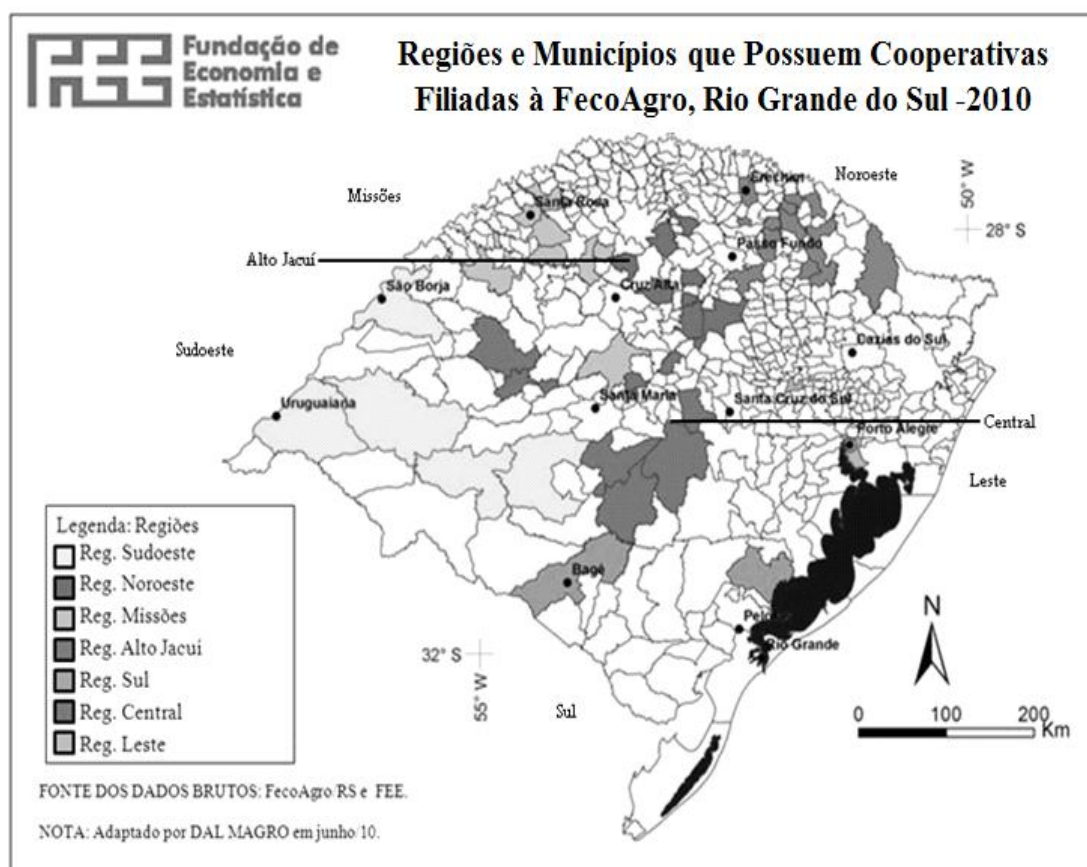 Fundação de
Economia e
Estatística
Regiões e Municípios que Possuem Cooperativas
Filiadas à FecoAgro, Rio Grande do Sul -2010
Missões
Noroeste
50° W
28° S
Erechim
Santa Rosa
Passo Fundo
Alto Jacuí
São Borja
Cruz Alta
Caxias do Sul
Sudoeste
Uruguaiana
Santa Maria
Santa Cruz do Sul
Central
Porto Alegre
Leste
Legenda: Regiões
Reg. Sudoeste
Reg. Noroeste
Reg. Missões
Reg. Alto Jacuí
Reg. Sul
Reg. Central
Reg. Leste
Bagé
Rio Grande
32° S
55° W
Sul
N
0 100 200
Km
FONTE DOS DADOS BRUTOS: FecoAgro/RS e FEE.
NOTA: Adaptado por DAL MAGRO em junho/10.